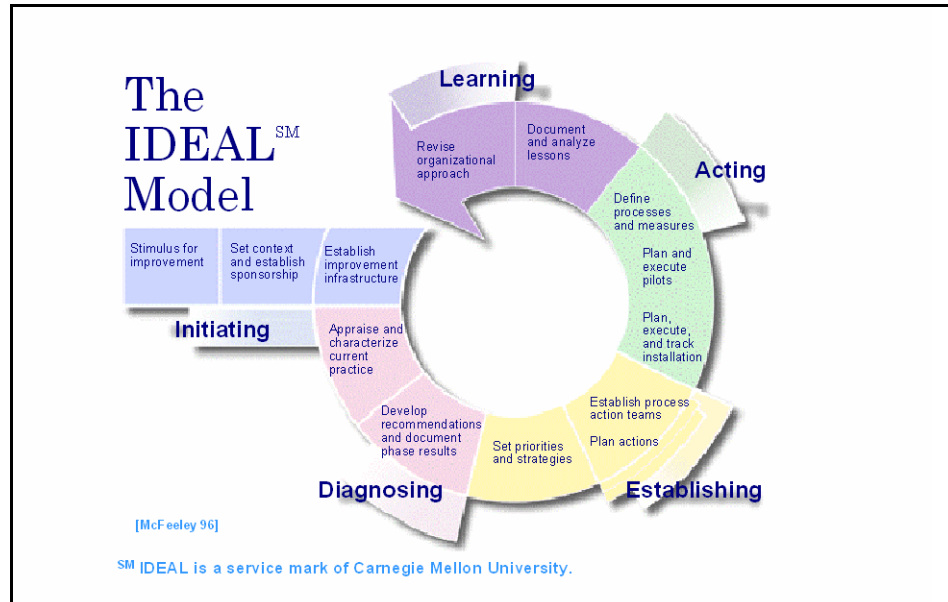 The
IDEAL SM
Model
Learning
Revise
organizational
approach
Document
and analyze
lessons
Acting
Define
processes
and measures
Plan and
execute
pilots
Plan,
execute,
and track
installation
Stimulus for
improvement
Set context
and establish
sponsorship
Establish
improvement
infrastructure
Initiating
Appraise and
characterize
current
practice
Develop
recommendations
and document
phase results
Diagnosing
Set priorities
and strategies
Establish process
action teams
Plan actions
Establishing
[McFeeley 96]
SM IDEAL is a service mark of Carnegie Mellon University.